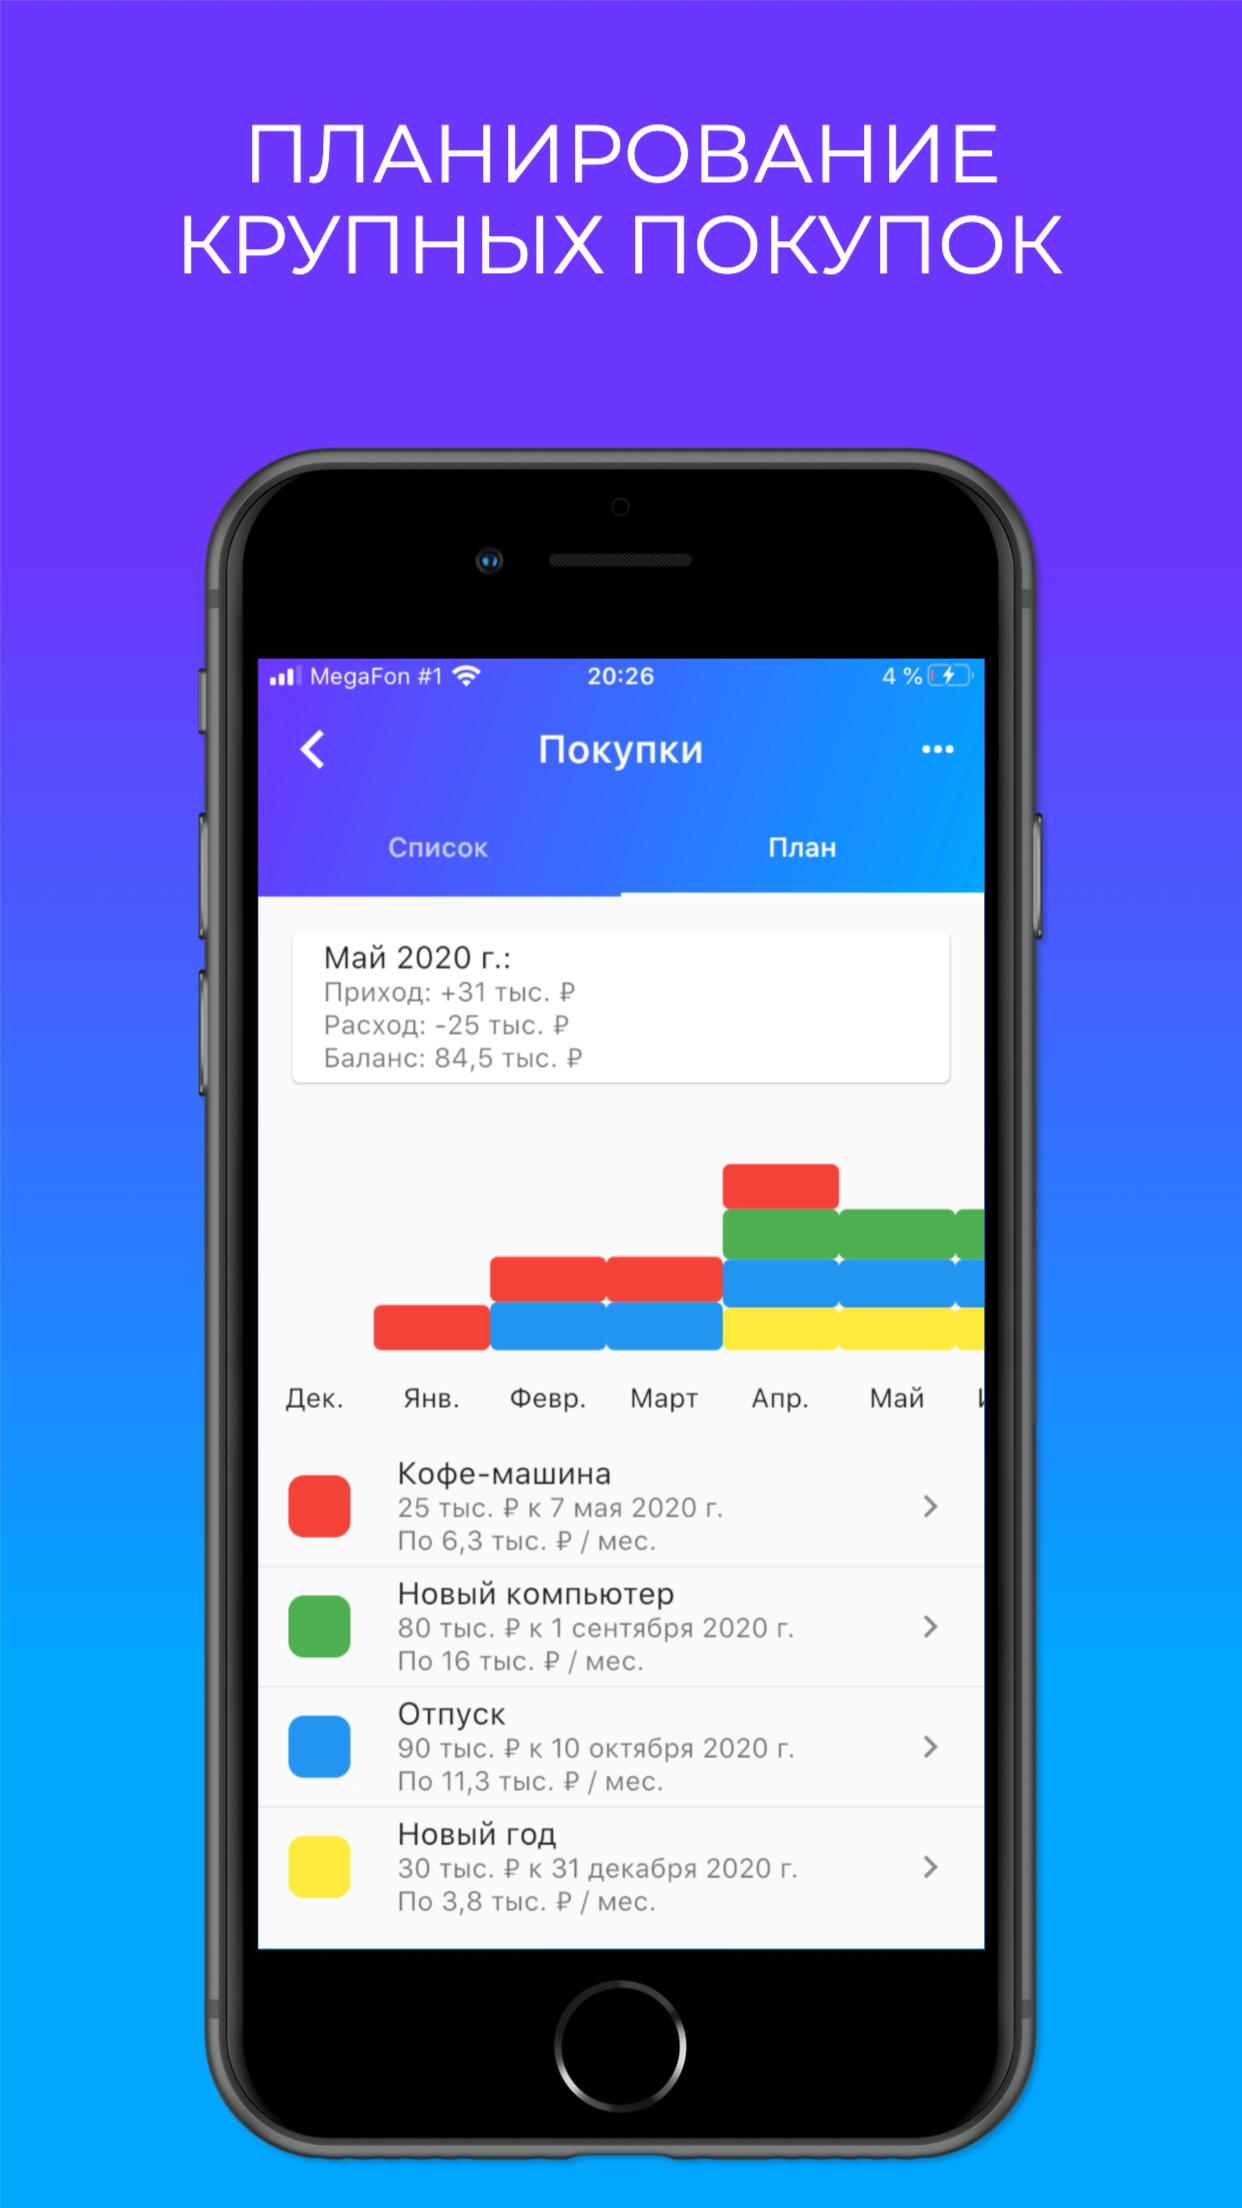 ПЛАНИРОВАНИЕ
КРУПНЫХ ПОКУПОК
MegaFon #1 20:26 4 %
Покупки
Список План
Май 2020 г.:
Приход: +31 тыс. ₽
Расход: -25 тыс. ₽
Баланс: 84,5 тыс. ₽
Дек. Янв. Февр. Март Апр. Май
Кофе-машина
25 тыс. ₽ к 7 мая 2020 г.
По 6,3 тыс. ₽ / мес.
Новый компьютер
80 тыс. ₽ к 1 сентября 2020 г.
По 16 тыс. ₽ / мес.
Отпуск
90 тыс. ₽ к 10 октября 2020 г.
По 11,3 тыс. ₽ / мес.
Новый год
30 тыс. ₽ к 31 декабря 2020 г.
По 3,8 тыс. ₽ / мес.